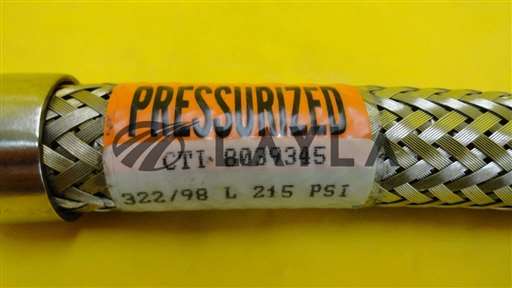 PRESSURIZED
CTI 8039345
322/98 L 215 PSI